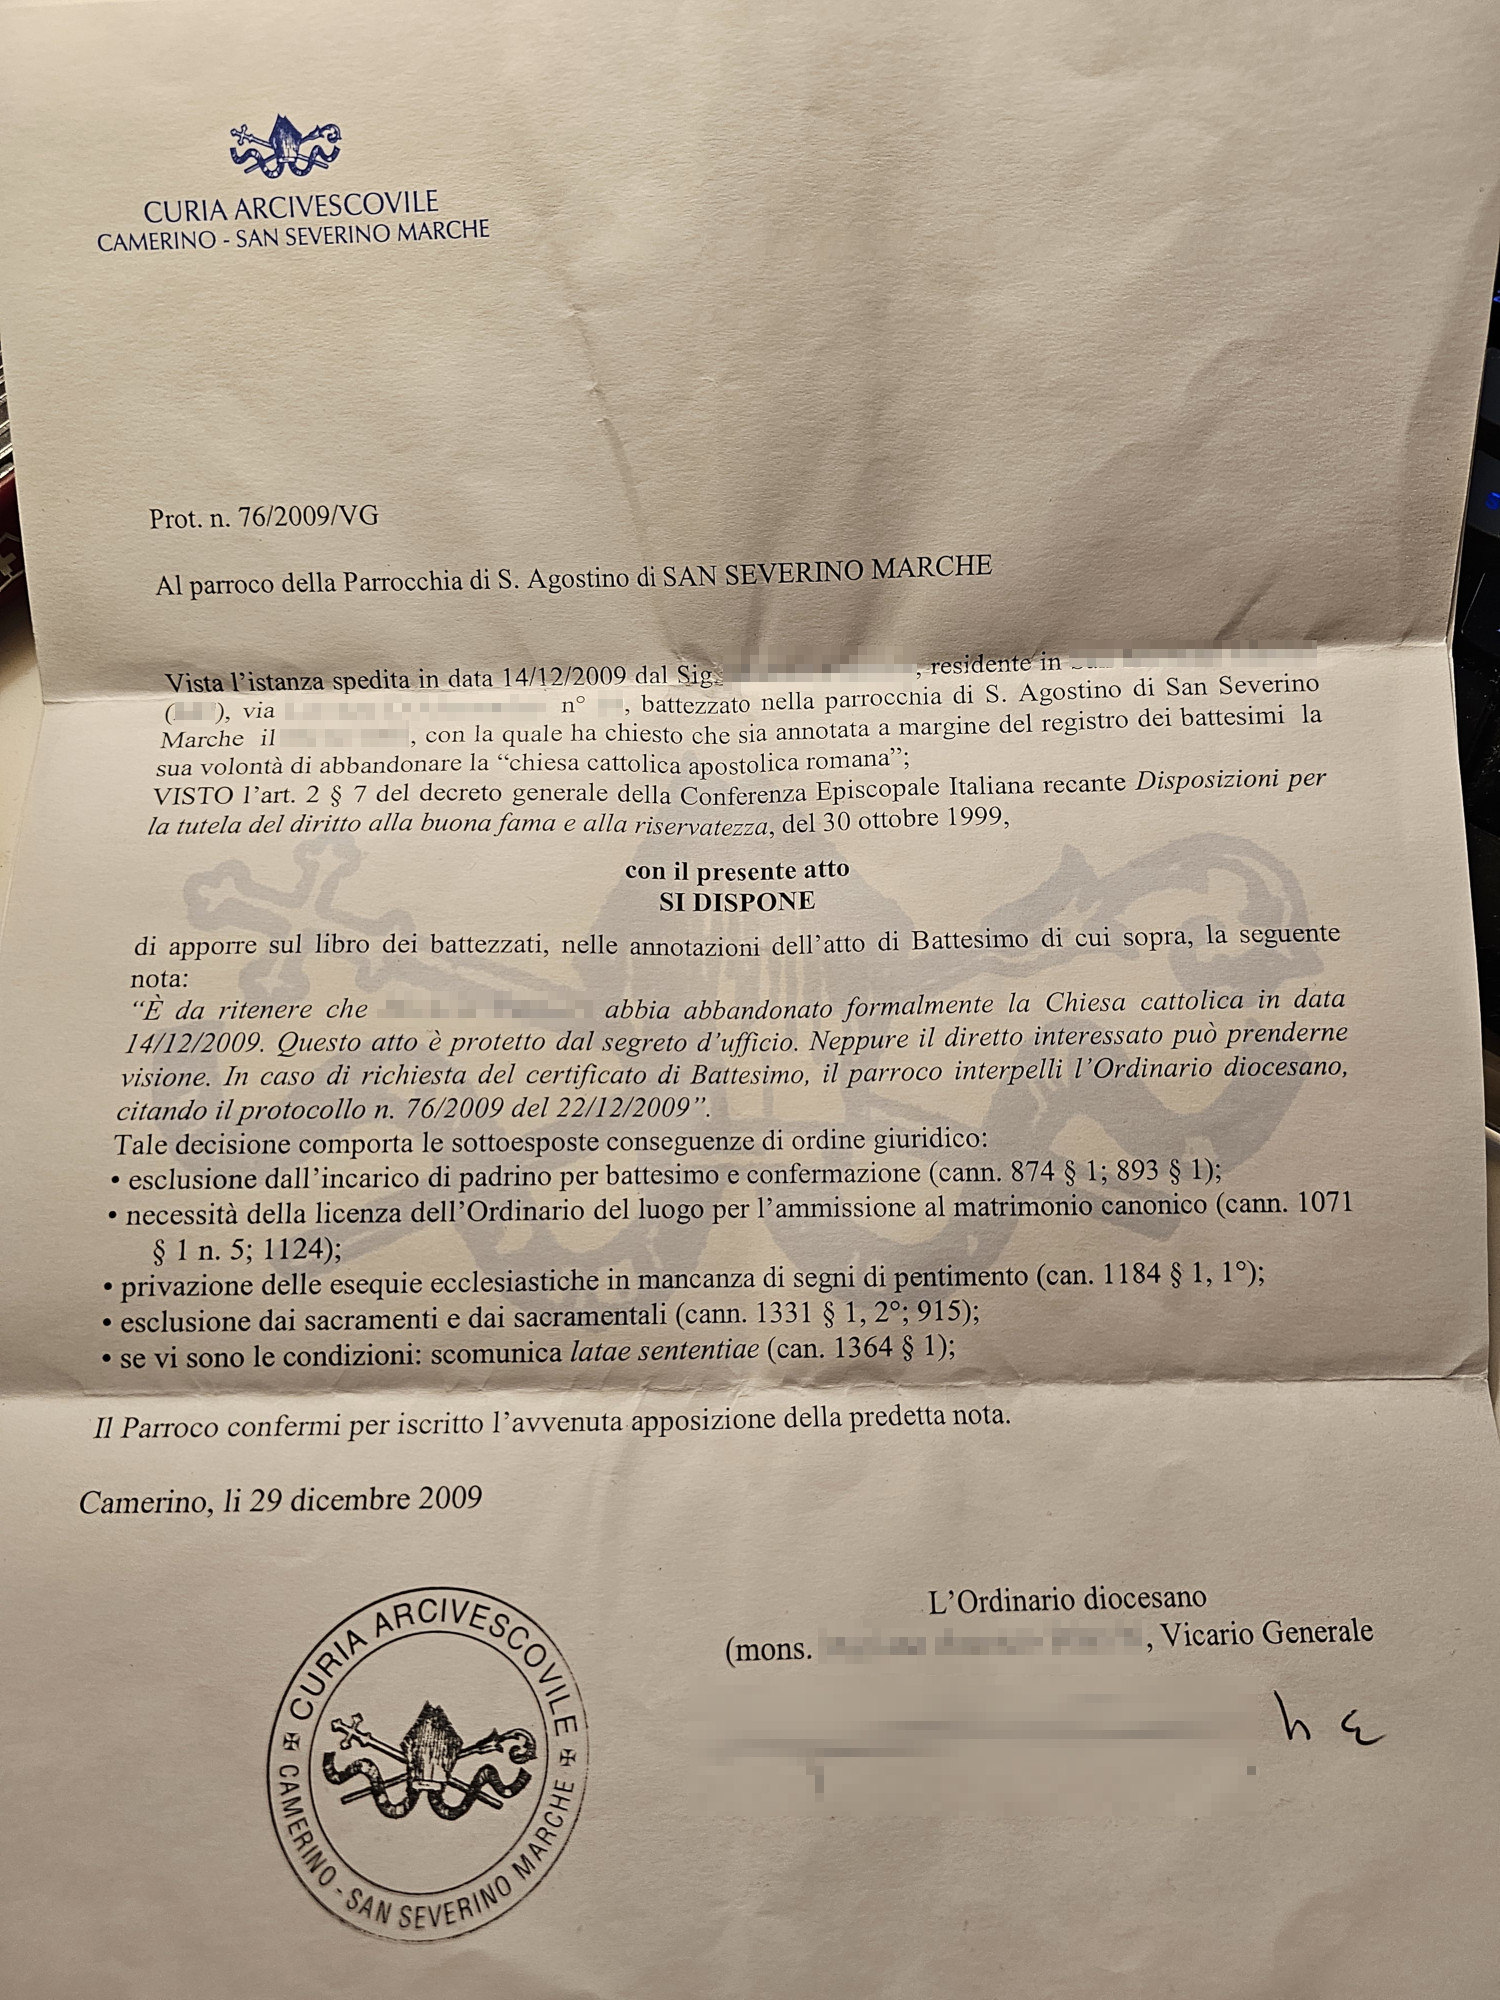 CURIA ARCIVESCOVILE
CAMERINO - SAN SEVERINO MARCHE
Prot. n. 76/2009/VG
Al parroco della Parrocchia di S. Agostino di SAN SEVERINO MARCHE
Vista l'istanza spedita in data 14/12/2009 dal Sig. , residente in
( ), via n° , battezzato nella parrocchia di S. Agostino di San Severino
Marche il , con la quale ha chiesto che sia annotata a margine del registro dei battesimi la
sua volontà di abbandonare la “chiesa cattolica apostolica romana”;
VISTO l'art. 2 § 7 del decreto generale della Conferenza Episcopale Italiana recante Disposizioni per
la tutela del diritto alla buona fama e alla riservatezza, del 30 ottobre 1999,
con il presente atto
SI DISPONE
di apporre sul libro dei battezzati, nelle annotazioni dell'atto di Battesimo di cui sopra, la seguente
nota:
“È da ritenere che abbia abbandonato formalmente la Chiesa cattolica in data
14/12/2009. Questo atto è protetto dal segreto d'ufficio. Neppure il diretto interessato può prenderne
visione. In caso di richiesta del certificato di Battesimo, il parroco interpelli l'Ordinario diocesano,
citando il protocollo n. 76/2009 del 22/12/2009”.
Tale decisione comporta le sottoesposte conseguenze di ordine giuridico:
• esclusione dall'incarico di padrino per battesimo e confermazione (cann. 874 § 1; 893 § 1);
• necessità della licenza dell'Ordinario del luogo per l'ammissione al matrimonio canonico (cann. 1071
§ 1 n. 5; 1124);
• privazione delle esequie ecclesiastiche in mancanza di segni di pentimento (can. 1184 § 1, 1°);
• esclusione dai sacramenti e dai sacramentali (cann. 1331 § 1, 2°; 915);
• se vi sono le condizioni: scomunica latae sententiae (can. 1364 § 1);
Il Parroco confermi per iscritto l'avvenuta apposizione della predetta nota.
Camerino, li 29 dicembre 2009
L'Ordinario diocesano
(mons. , Vicario Generale
CURIA ARCIVESCOVILE
CAMERINO - SAN SEVERINO MARCHE